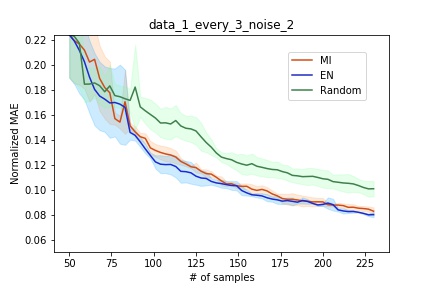 data_1_every_3_noise_2
0.22
0.20
0.18
0.16
0.14
0.12
0.10
0.08
0.06
Normalized MAE
MI
EN
Random
50 75 100 125 150 175 200 225
# of samples